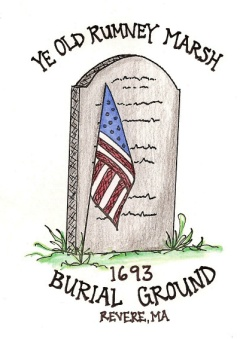 YE OLD RUMNEY MARSH
1693
BURIAL GROUND
REVERE, MA